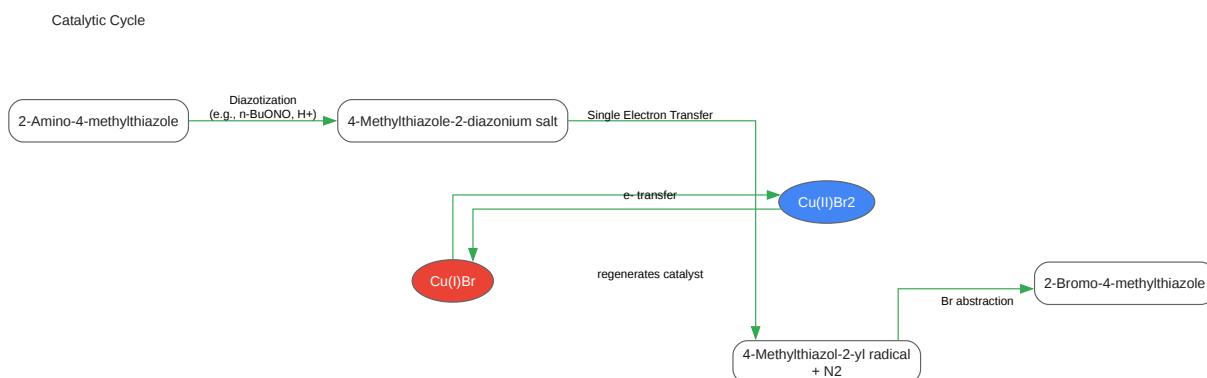 Catalytic Cycle
Diazotization
(e.g., n-BuONO, H+)
2-Amino-4-methylthiazole
4-Methylthiazole-2-diazonium salt
Single Electron Transfer
e- transfer
Cu(II)Br2
regenerates catalyst
Cu(I)Br
2-Bromo-4-methylthiazole
Br abstraction
4-Methylthiazol-2-yl radical
+ N2